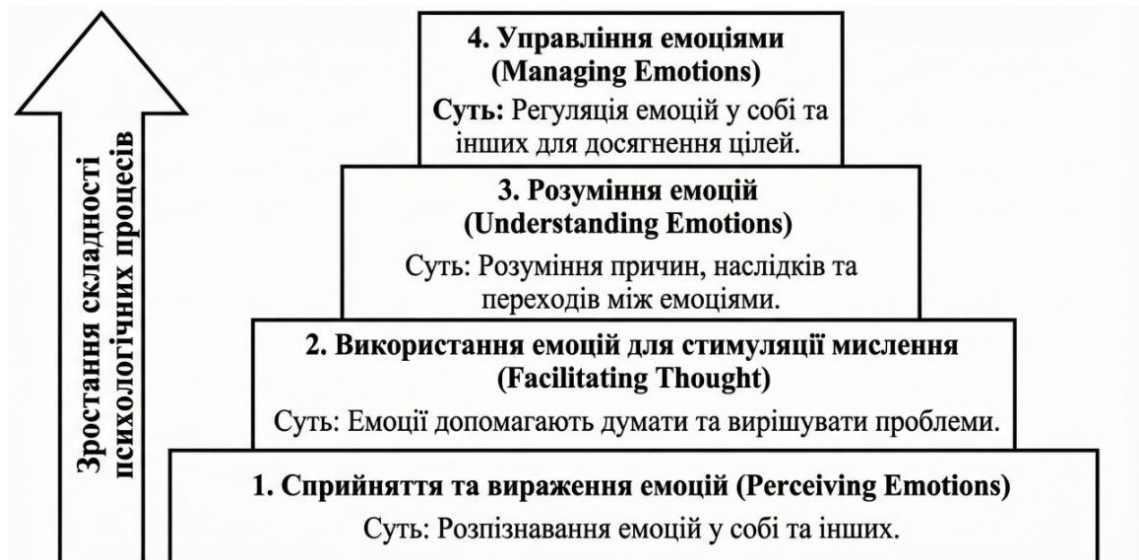 4. Управління емоціями
(Managing Emotions)
Суть: Регуляція емоцій у собі та
інших для досягнення цілей.
3. Розуміння емоцій
(Understanding Emotions)
Суть: Розуміння причин, наслідків та
переходів між емоціями.
2. Використання емоцій для стимуляції мислення
(Facilitating Thought)
Суть: Емоції допомагають думати та вирішувати проблеми.
1. Сприйняття та вираження емоцій (Perceiving Emotions)
Суть: Розпізнавання емоцій у собі та інших.
Зростання складності
психологічних процесів